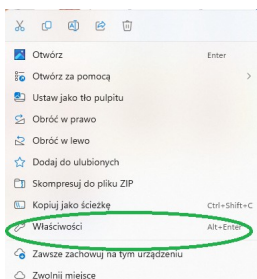 Otwórz Enter
Otwórz za pomocą
Ustaw jako tło pulpitu
Obróć w prawo
Obróć w lewo
Dodaj do ulubionych
Skompresuj do pliku ZIP
Kopiuj jako ścieżkę Ctrl+Shift+C
Właściwości Alt+Enter
Zawsze zachowuj na tym urządzeniu
Zwolnij miejsce